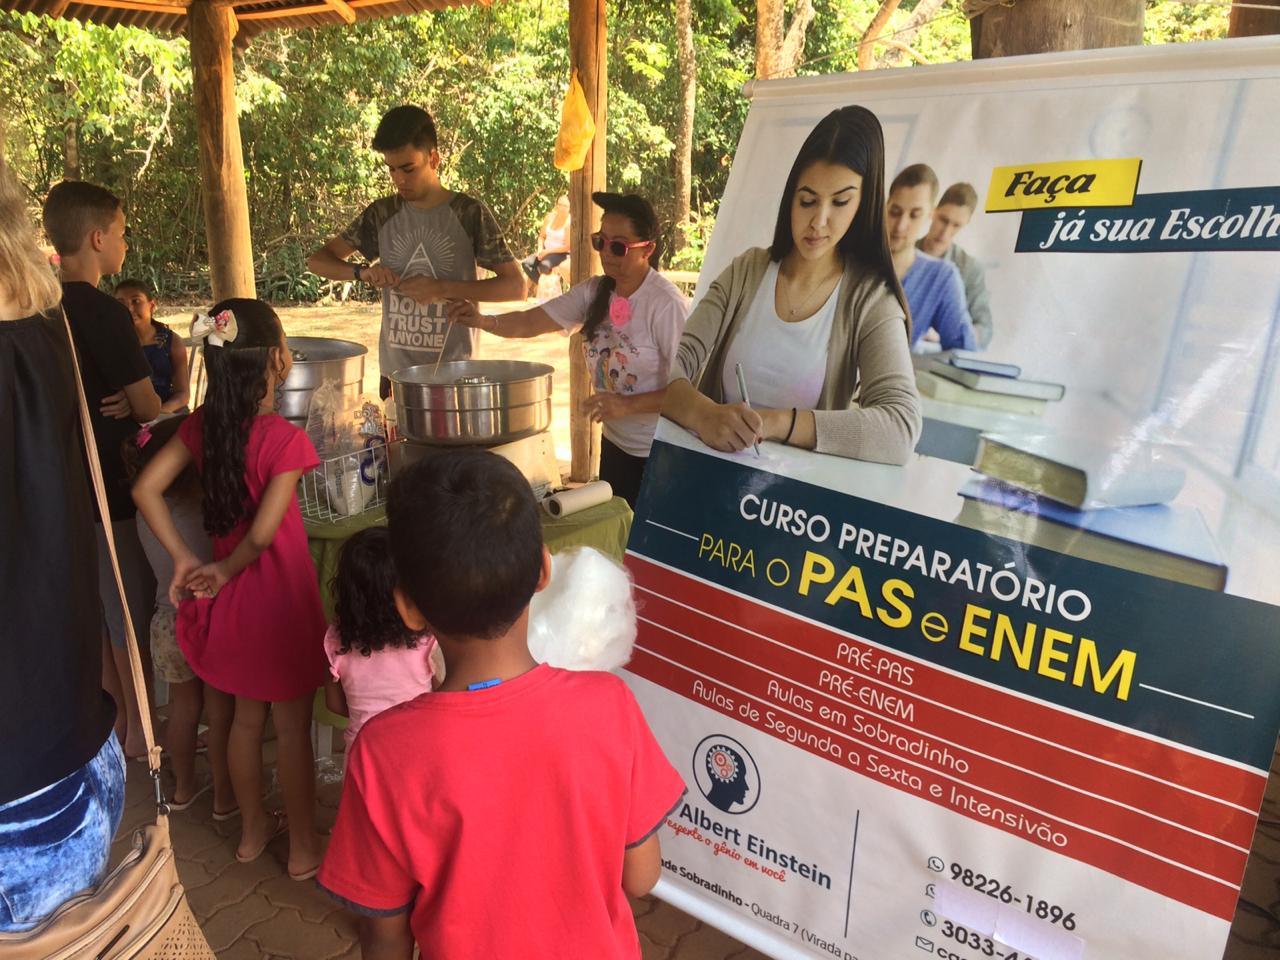 Faça
já sua Escolh
DON'T
TRUST
ANYONE
CURSO PREPARATÓRIO
PARA O PAS e ENEM
PRÉ-PAS
PRÉ-ENEM
Aulas em Sobradinho
Aulas de Segunda a Sexta e Intensivão
Albert Einstein
o gênio em você
Sobradinho - Quadra 7 (Virada
98226-1896